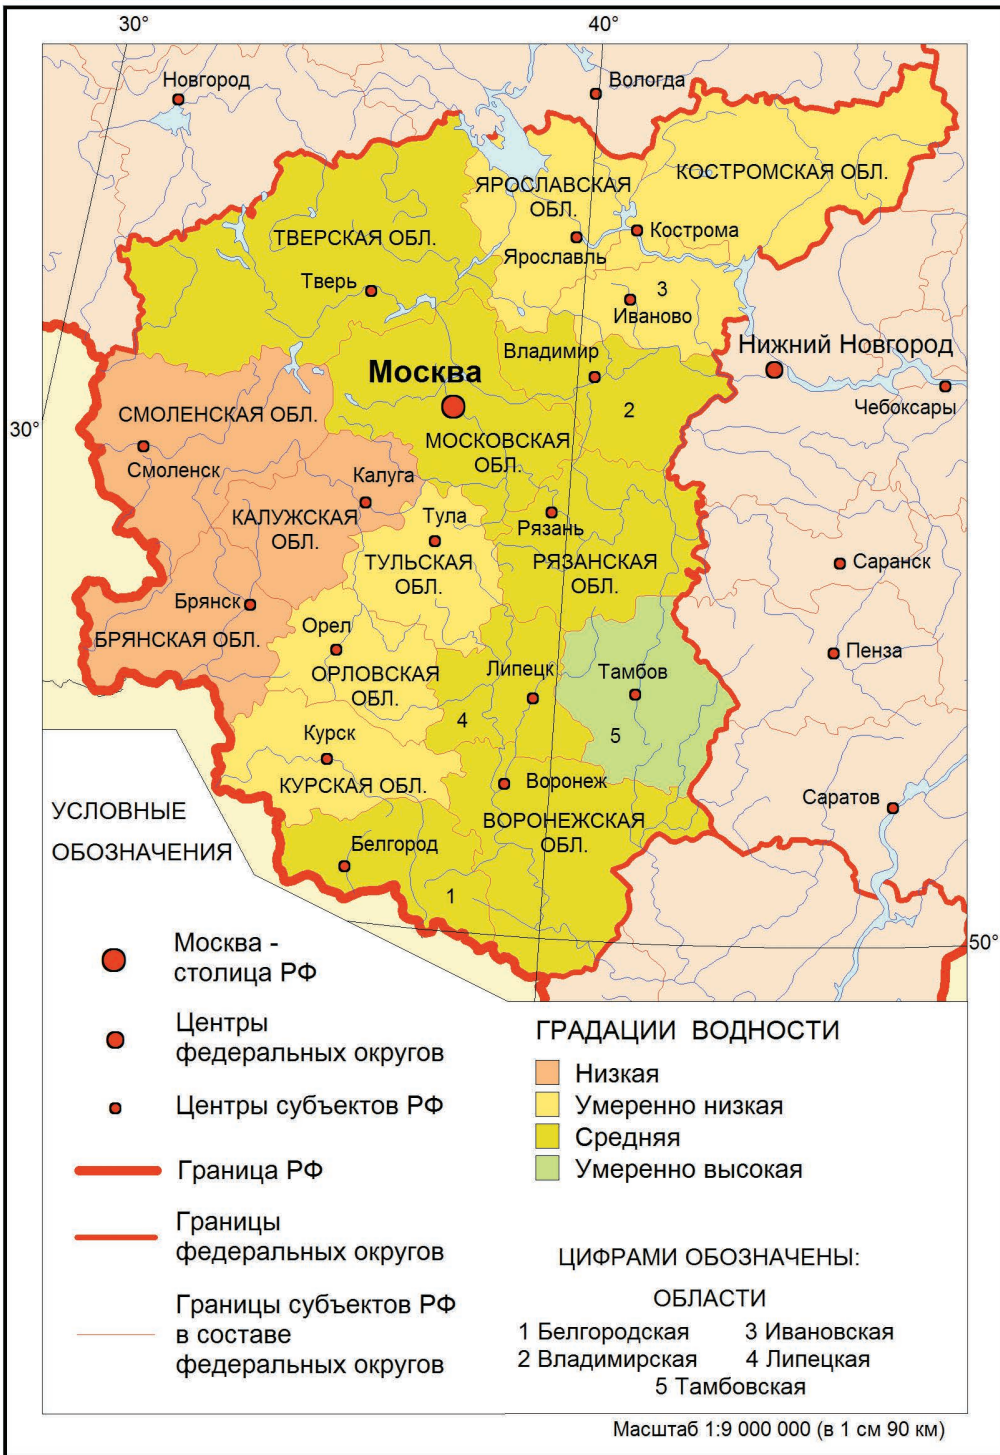 30°
40°
Новгород
Вологда
КОСТРОМСКАЯ ОБЛ.
ЯРОСЛАВСКАЯ
ОБЛ.
ТВЕРСКАЯ ОБЛ.
Кострома
Ярославль
Тверь
3
Иваново
Владимир
Нижний Новгород
Москва
Чебоксары
СМОЛЕНСКАЯ ОБЛ.
2
30°
МОСКОВСКАЯ
ОБЛ.
Смоленск
Калуга
КАЛУЖСКАЯ
ОБЛ.
Тула
Рязань
ТУЛЬСКАЯ
ОБЛ.
РЯЗАНСКАЯ
ОБЛ.
Саранск
Брянск
БРЯНСКАЯ ОБЛ.
Орел
Пенза
ОРЛОВСКАЯ
ОБЛ.
Липецк
Тамбов
4
5
Курск
КУРСКАЯ ОБЛ.
Воронеж
Саратов
ВОРОНЕЖСКАЯ
ОБЛ.
Белгород
1
50°
УСЛОВНЫЕ
ОБОЗНАЧЕНИЯ
Москва -
столица РФ
Центры
федеральных округов
Центры субъектов РФ
Граница РФ
Границы
федеральных округов
Границы субъектов РФ
в составе
федеральных округов
ГРАДАЦИИ ВОДНОСТИ
Низкая
Умеренно низкая
Средняя
Умеренно высокая
ЦИФРАМИ ОБОЗНАЧЕНЫ:
ОБЛАСТИ
1 Белгородская 3 Ивановская
2 Владимирская 4 Липецкая
5 Тамбовская
Масштаб 1:9 000 000 (в 1 см 90 км)